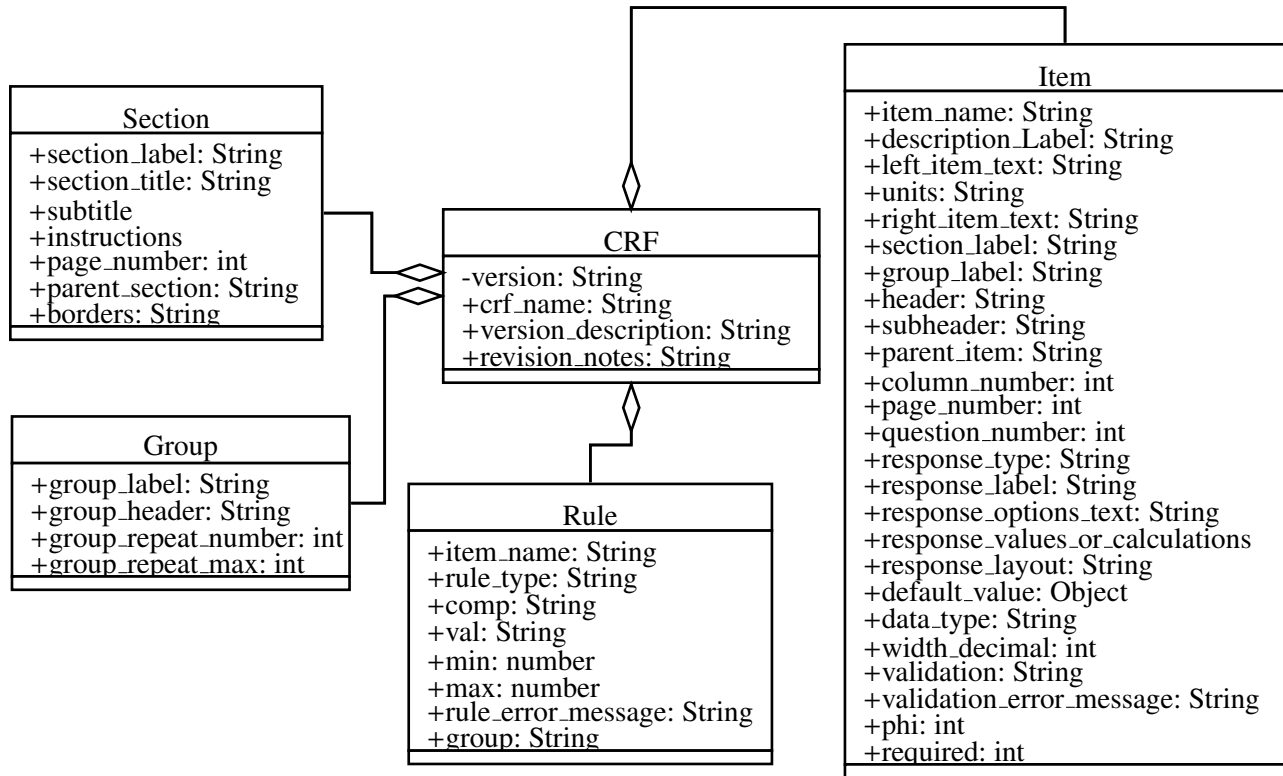 Section
+section_label: String
+section_title: String
+subtitle
+instructions
+page_number: int
+parent_section: String
+borders: String
Group
+group_label: String
+group_header: String
+group_repeat_number: int
+group_repeat_max: int
CRF
-version: String
+crf_name: String
+version_description: String
+revision_notes: String
Rule
+item_name: String
+rule_type: String
+comp: String
+val: String
+min: number
+max: number
+rule_error_message: String
+group: String
Item
+item_name: String
+description_Label: String
+left_item_text: String
+units: String
+right_item_text: String
+section_label: String
+group_label: String
+header: String
+subheader: String
+parent_item: String
+column_number: int
+page_number: int
+question_number: int
+response_type: String
+response_label: String
+response_options_text: String
+response_values_or_calculations
+response_layout: String
+default_value: Object
+data_type: String
+width_decimal: int
+validation: String
+validation_error_message: String
+phi: int
+required: int